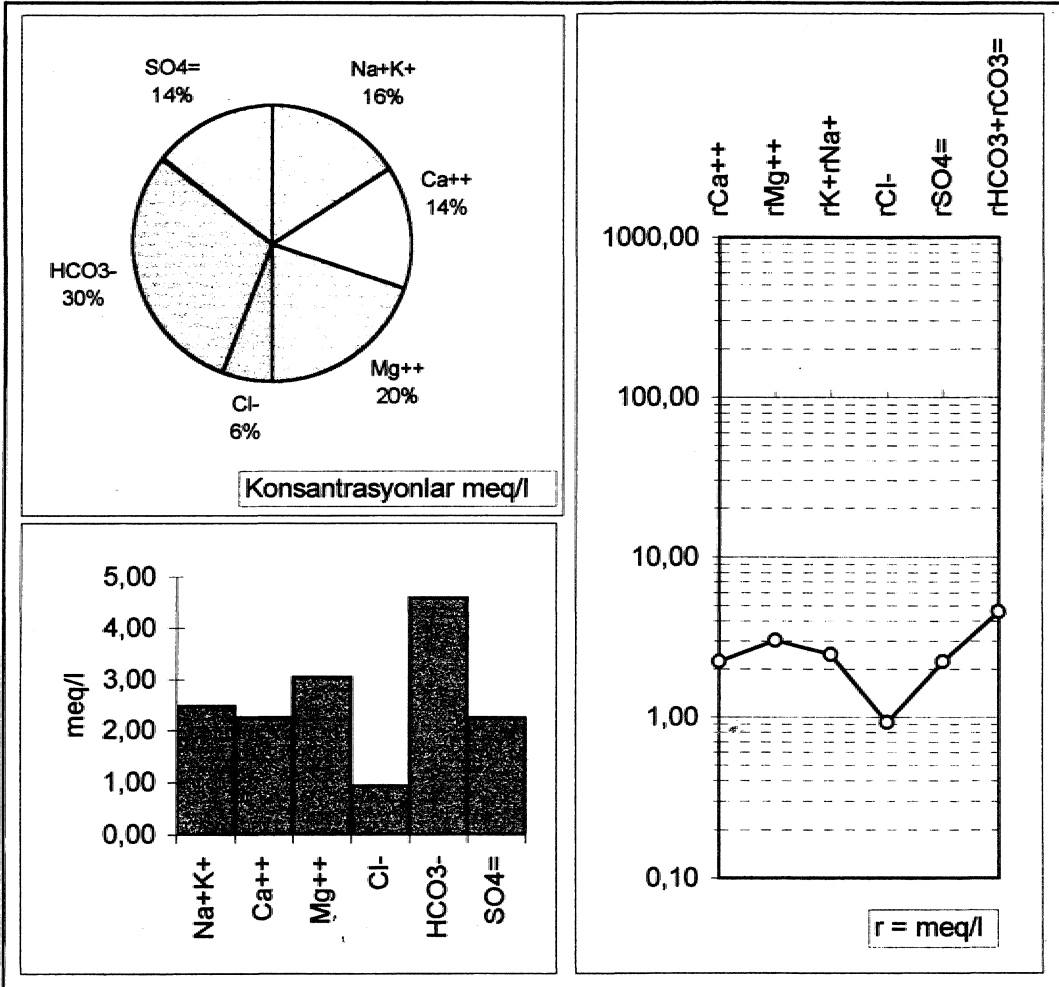 SO4=
14%
Na+K+
16%
Ca++
14%
HCO3-
30%
Mg++
20%
Cl-
6%
Konsantrasyonlar meq/l
5,00
4,00
3,00
2,00
1,00
0,00
meq/l
Na+K+
Ca++
Mg++
Cl-
HCO3-
SO4=
rCa++
rMg++
rK+rNa+
rCl-
rSO4=
rHCO3+rCO3=
1000,00
100,00
10,00
1,00
0,10
r = meq/l